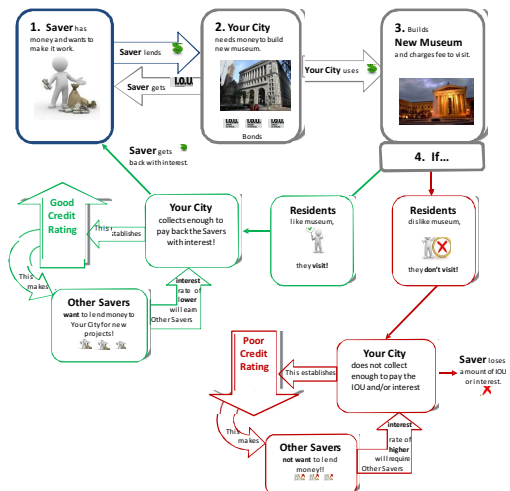 1. Saver has
money and wants to
make it work.
Saver lends
Saver gets
I.O.U.
2. Your City
needs money to build
new museum.
I.O.U. I.O.U. I.O.U.
Bonds
Your City uses
3. Builds
New Museum
and charges fee to visit.
4. If...
Saver gets
back with interest.
Good
Credit
Rating
This
establishes
Your City
collects enough to
pay back the Savers
with interest!
Residents
like museum,
they visit!
Residents
dislike museum,
they don't visit!
This
makes
Other Savers
want to lend money to
Your City for new
projects!
Interest
rate of
lower
will earn
Other Savers
Poor
Credit
Rating
This establishes
Your City
does not collect
enough to pay the
IOU and/or interest
Saver loses
amount of IOU
or interest.
This
makes
Other Savers
not want to lend
money!!
interest
rate of
higher
will require
Other Savers